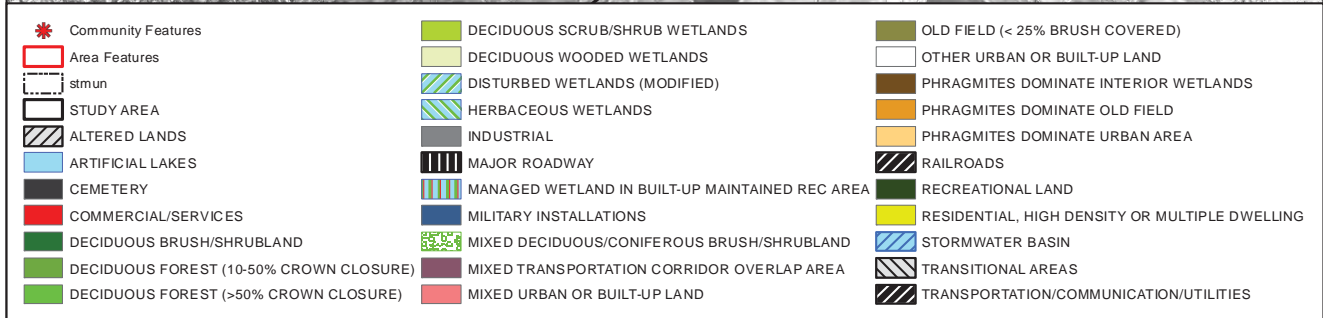 Community Features
Area Features
stmun
STUDY AREA
ALTERED LANDS
ARTIFICIAL LAKES
CEMETERY
COMMERCIAL/SERVICES
DECIDUOUS BRUSH/SHRUBLAND
DECIDUOUS FOREST (10-50% CROWN CLOSURE)
DECIDUOUS FOREST (>50% CROWN CLOSURE)
DECIDUOUS SCRUB/SHRUB WETLANDS
DECIDUOUS WOODED WETLANDS
DISTURBED WETLANDS (MODIFIED)
HERBACEOUS WETLANDS
INDUSTRIAL
MAJOR ROADWAY
MANAGED WETLAND IN BUILT-UP MAINTAINED REC AREA
MILITARY INSTALLATIONS
MIXED DECIDUOUS/CONIFEROUS BRUSH/SHRUBLAND
MIXED TRANSPORTATION CORRIDOR OVERLAP AREA
MIXED URBAN OR BUILT-UP LAND
OLD FIELD (< 25% BRUSH COVERED)
OTHER URBAN OR BUILT-UP LAND
PHRAGMITES DOMINATE INTERIOR WETLANDS
PHRAGMITES DOMINATE OLD FIELD
PHRAGMITES DOMINATE URBAN AREA
RAILROADS
RECREATIONAL LAND
RESIDENTIAL, HIGH DENSITY OR MULTIPLE DWELLING
STORMWATER BASIN
TRANSITIONAL AREAS
TRANSPORTATION/COMMUNICATION/UTILITIES